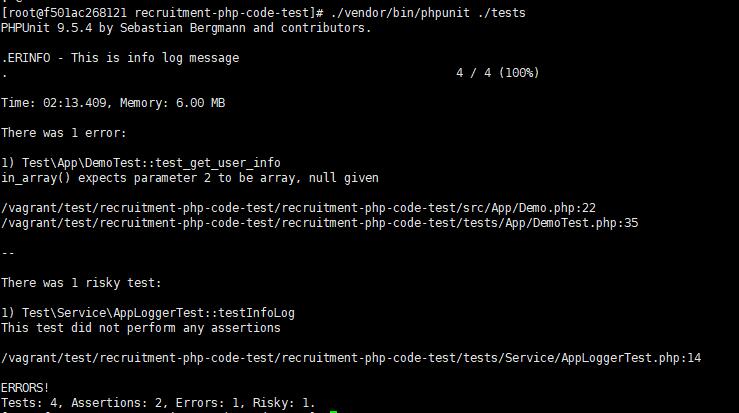 [root@f501ac268121 recruitment-php-code-test]# ./vendor/bin/phpunit ./tests
PHPUnit 9.5.4 by Sebastian Bergmann and contributors.
.ERINFO - This is info log message
. 4 / 4 (100%)
Time: 02:13.409, Memory: 6.00 MB
There was 1 error:
1) Test\App\DemoTest::test_get_user_info
in_array() expects parameter 2 to be array, null given
/vagrant/test/recruitment-php-code-test/recruitment-php-code-test/src/App/Demo.php:22
/vagrant/test/recruitment-php-code-test/recruitment-php-code-test/tests/App/DemoTest.php:35
--
There was 1 risky test:
1) Test\Service\AppLoggerTest::testInfoLog
This test did not perform any assertions
/vagrant/test/recruitment-php-code-test/recruitment-php-code-test/tests/Service/AppLoggerTest.php:14
ERRORS!
Tests: 4, Assertions: 2, Errors: 1, Risky: 1.